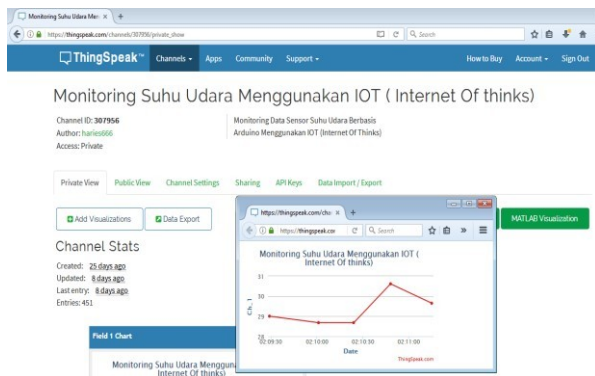 Monitoring Suhu Udara Men
https://thingspeak.com/channels/307956/private_show
Search
ThingSpeak™ Channels Apps Community Support How to Buy Account Sign Out
Monitoring Suhu Udara Menggunakan IOT ( Internet Of thinks)
Channel ID: 307956
Author: haries666
Access: Private
Monitoring Data Sensor Suhu Udara Berbasis
Arduino Menggunakan IOT (Internet Of Thinks)
Private View Public View Channel Settings Sharing API Keys Data Import / Export
Add Visualizations Data Export MATLAB Visualization
Channel Stats
Created: 25 days ago
Updated: 8 days ago
Last entry: 8 days ago
Entries: 451
Field 1 Chart
Monitoring Suhu Udara Menggun
Internet Of thinks)
https://thingspeak.com/cha
https://thingspeak.cor
Search
Monitoring Suhu Udara Menggunakan IOT (
Internet Of thinks)
Ch_1
31
30
29
28
02:09:30 02:10:00 02:10:30 02:11:00
Date
ThingSpeak.com